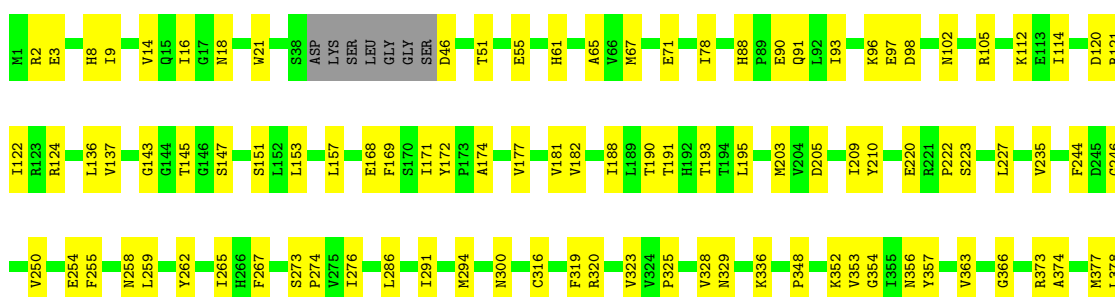 M1 R2 E3 H8 I9 V14 Q15 I16 G17 N18 W21 S38 ASP LYS SER LEU GLY GLY SER D46 T51 E55 H61 A65 V66 M67 E71 I78 H88 P89 E90 Q91 L92 I93 K96 E97 D98 N102 R105 K112 E113 I114 D120
I122 R123 R124 L136 V137 G143 G144 T145 G146 S147 S151 L152 L153 L157 E168 F169 S170 I171 Y172 P173 A174 V177 V181 V182 I188 L189 T190 T191 H192 T193 T194 L195 M203 V204 D205 I209 Y210 E220 R221 P222 S223 L227 V235 F244 D245
V250 E254 F255 N258 L259 Y262 I265 H266 F267 S273 P274 V275 I276 L286 I291 M294 N300 C316 F319 R320 V323 V324 P325 V328 N329 K336 P348 K352 V353 G354 I355 N356 Y357 V363 G366 R373 A374 M377